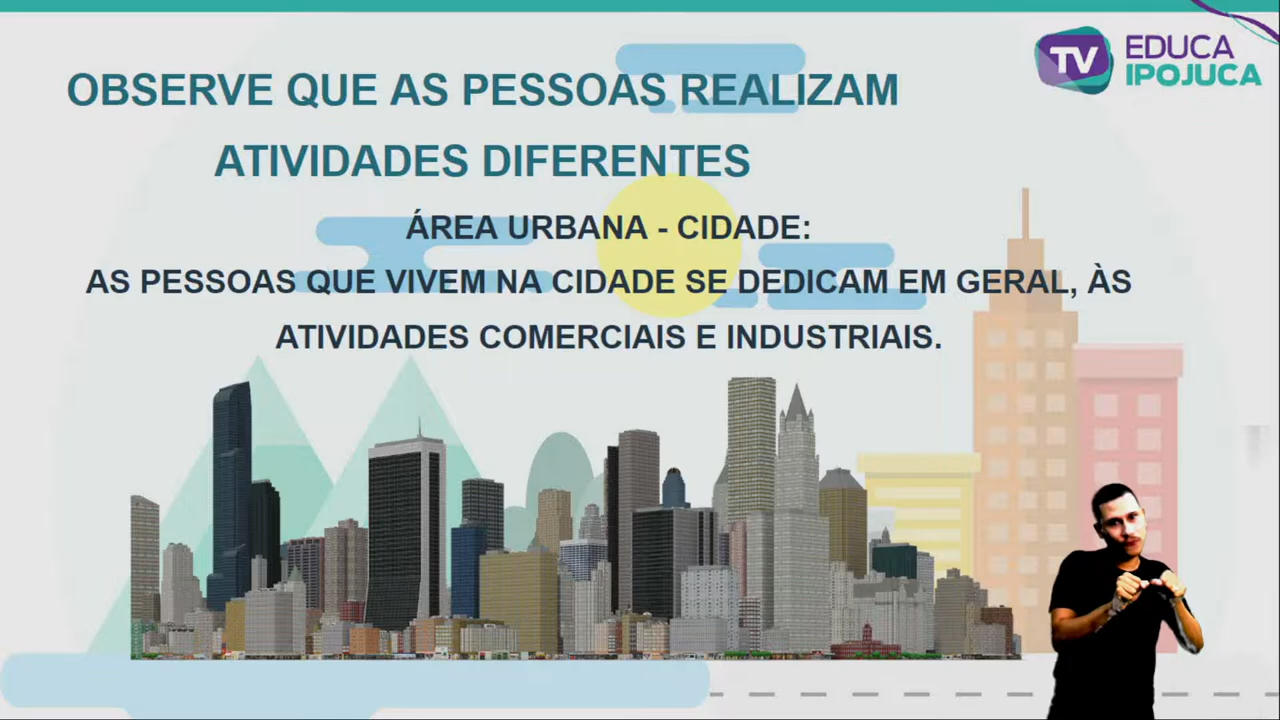 TV EDUCA
IPOJUCA
OBSERVE QUE AS PESSOAS REALIZAM
ATIVIDADES DIFERENTES
ÁREA URBANA - CIDADE:
AS PESSOAS QUE VIVEM NA CIDADE SE DEDICAM EM GERAL, ÀS
ATIVIDADES COMERCIAIS E INDUSTRIAIS.